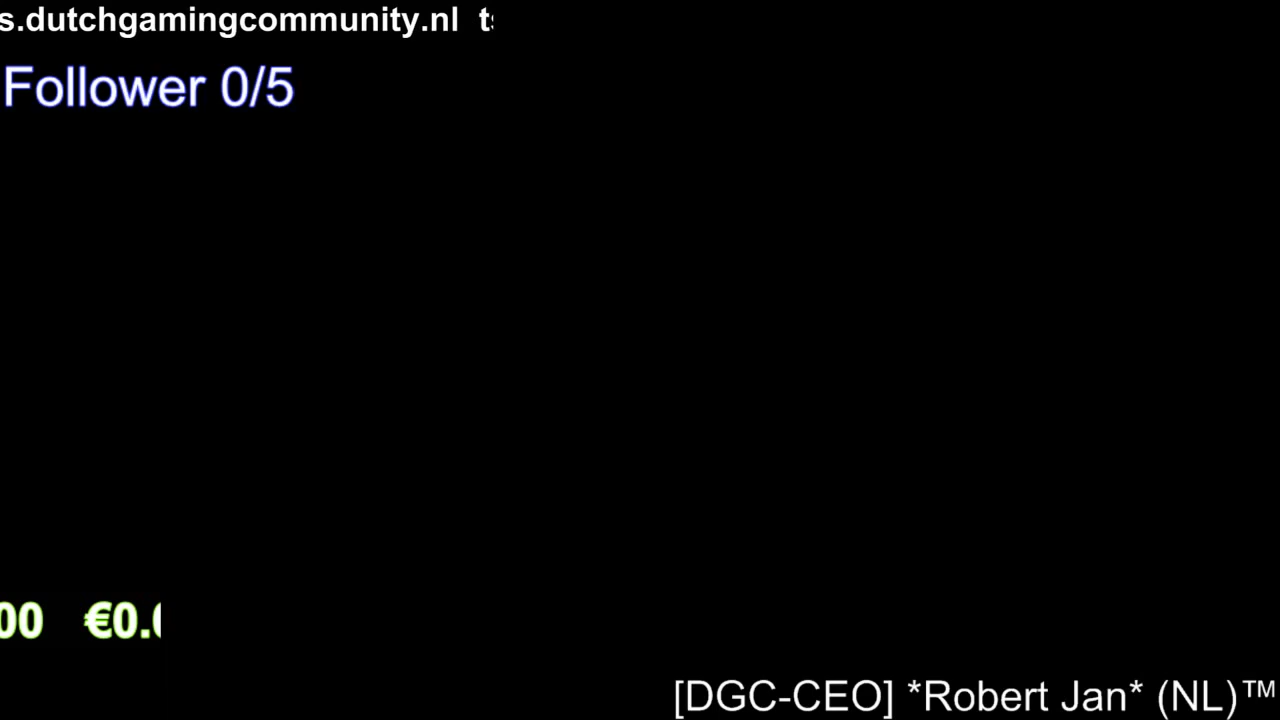 s.dutchgamingcommunity.nl
Follower 0/5
00 €0.
[DGC-CEO] *Robert Jan* (NL)™